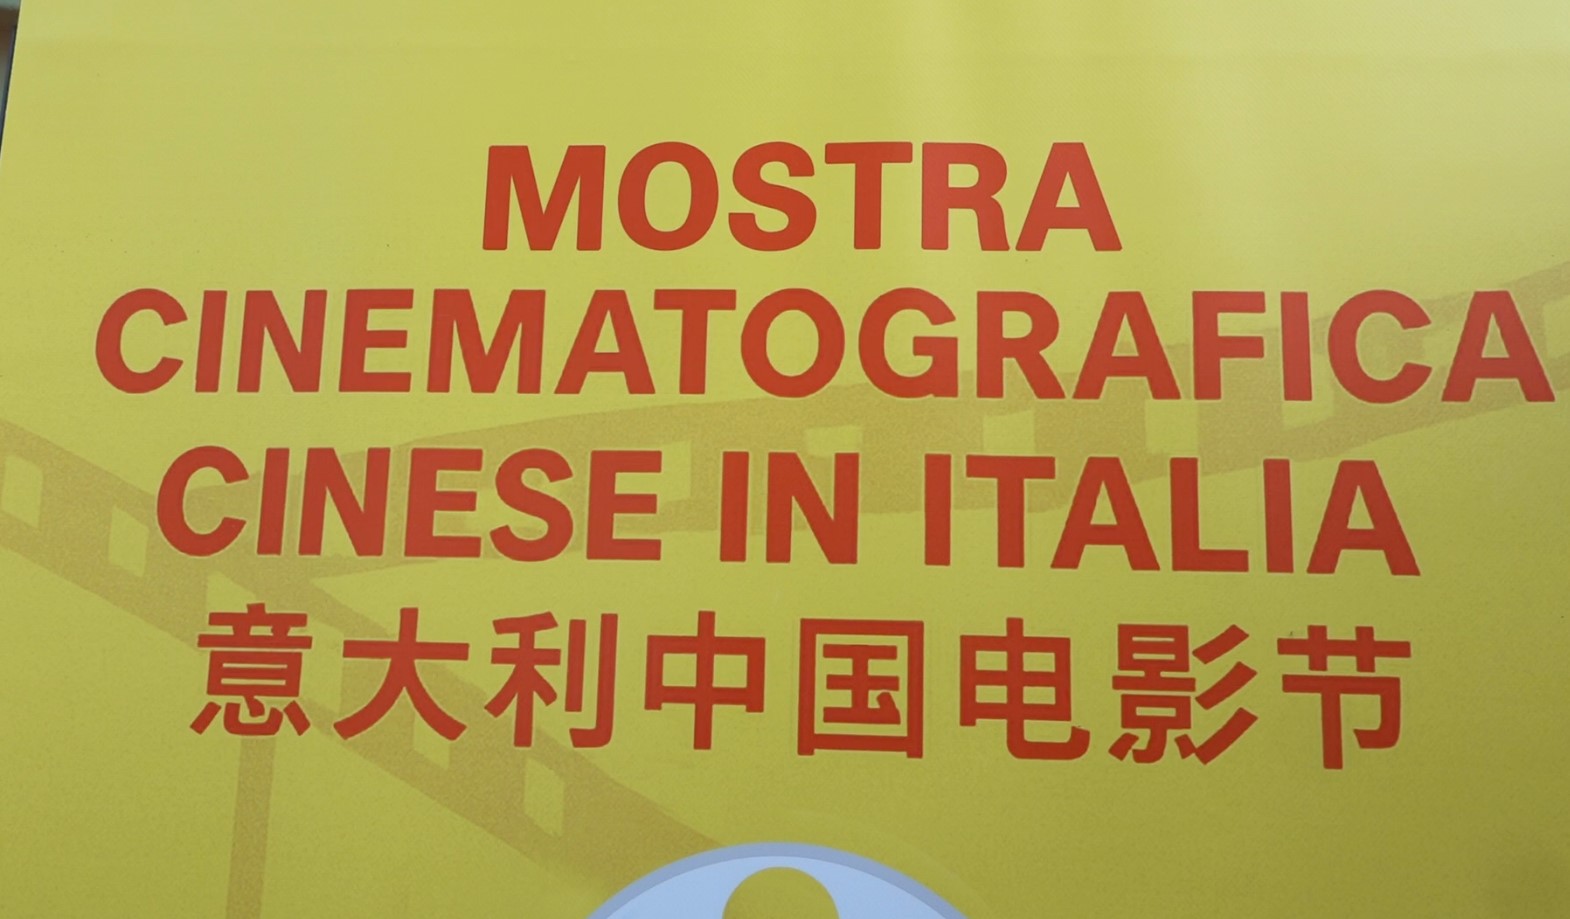 MOSTRA
CINEMATOGRAFICA
CINESE IN ITALIA
意大利中国电影节